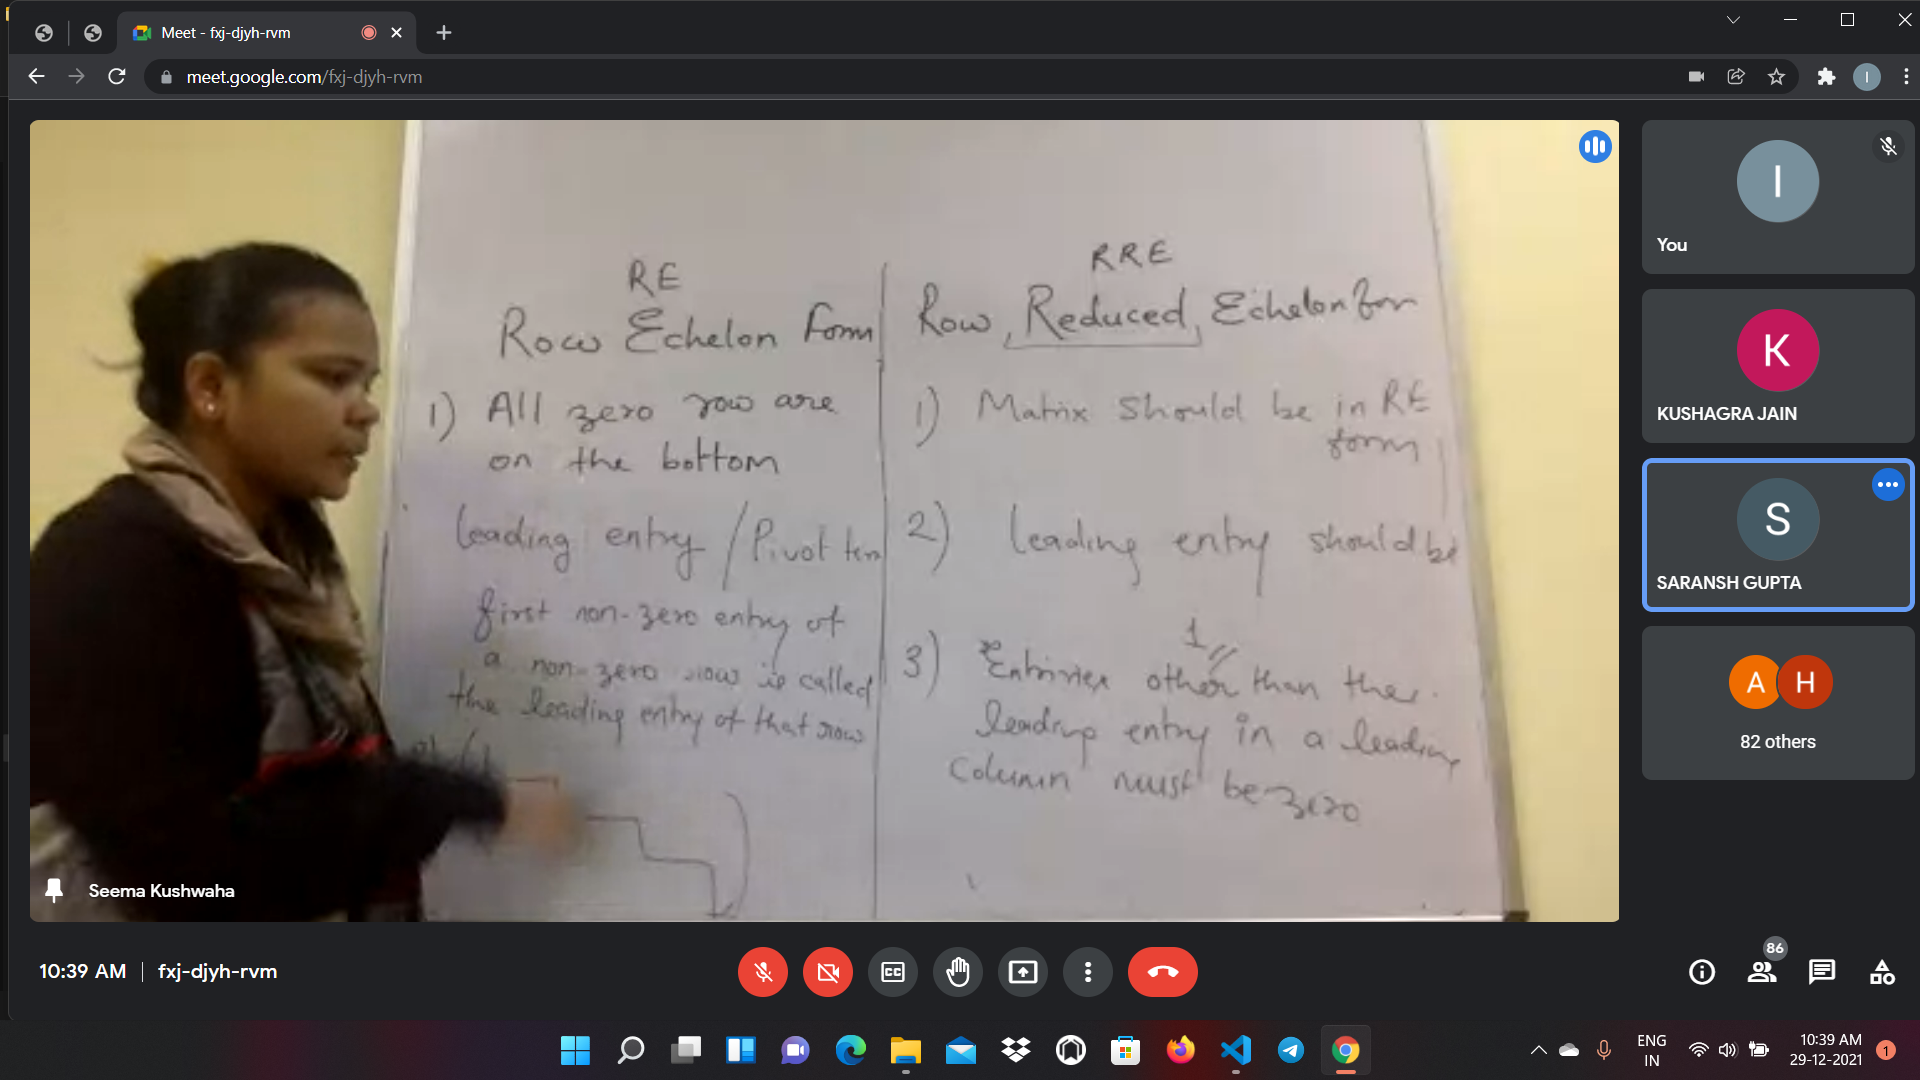 Meet - fxj-djyh-rvm
meet.google.com/fxj-djyh-rvm
RE
Row Echelon Form
1) All zero row are
on the bottom
leading entry / Pivot
first non-zero entry of
a non-zero row is called
the leading entry of that row
RRE
Row Reduced Echelon form
1) Matrix should be in RE
form
2) leading entry should be
1
3) Entries other than the
leading entry in a leading
column must be zero
Seema Kushwaha
I
You
K
KUSHAGRA JAIN
S
SARANSH GUPTA
A H
82 others
10:39 AM | fxj-djyh-rvm
CC
86
ENG
IN
10:39 AM
29-12-2021
1